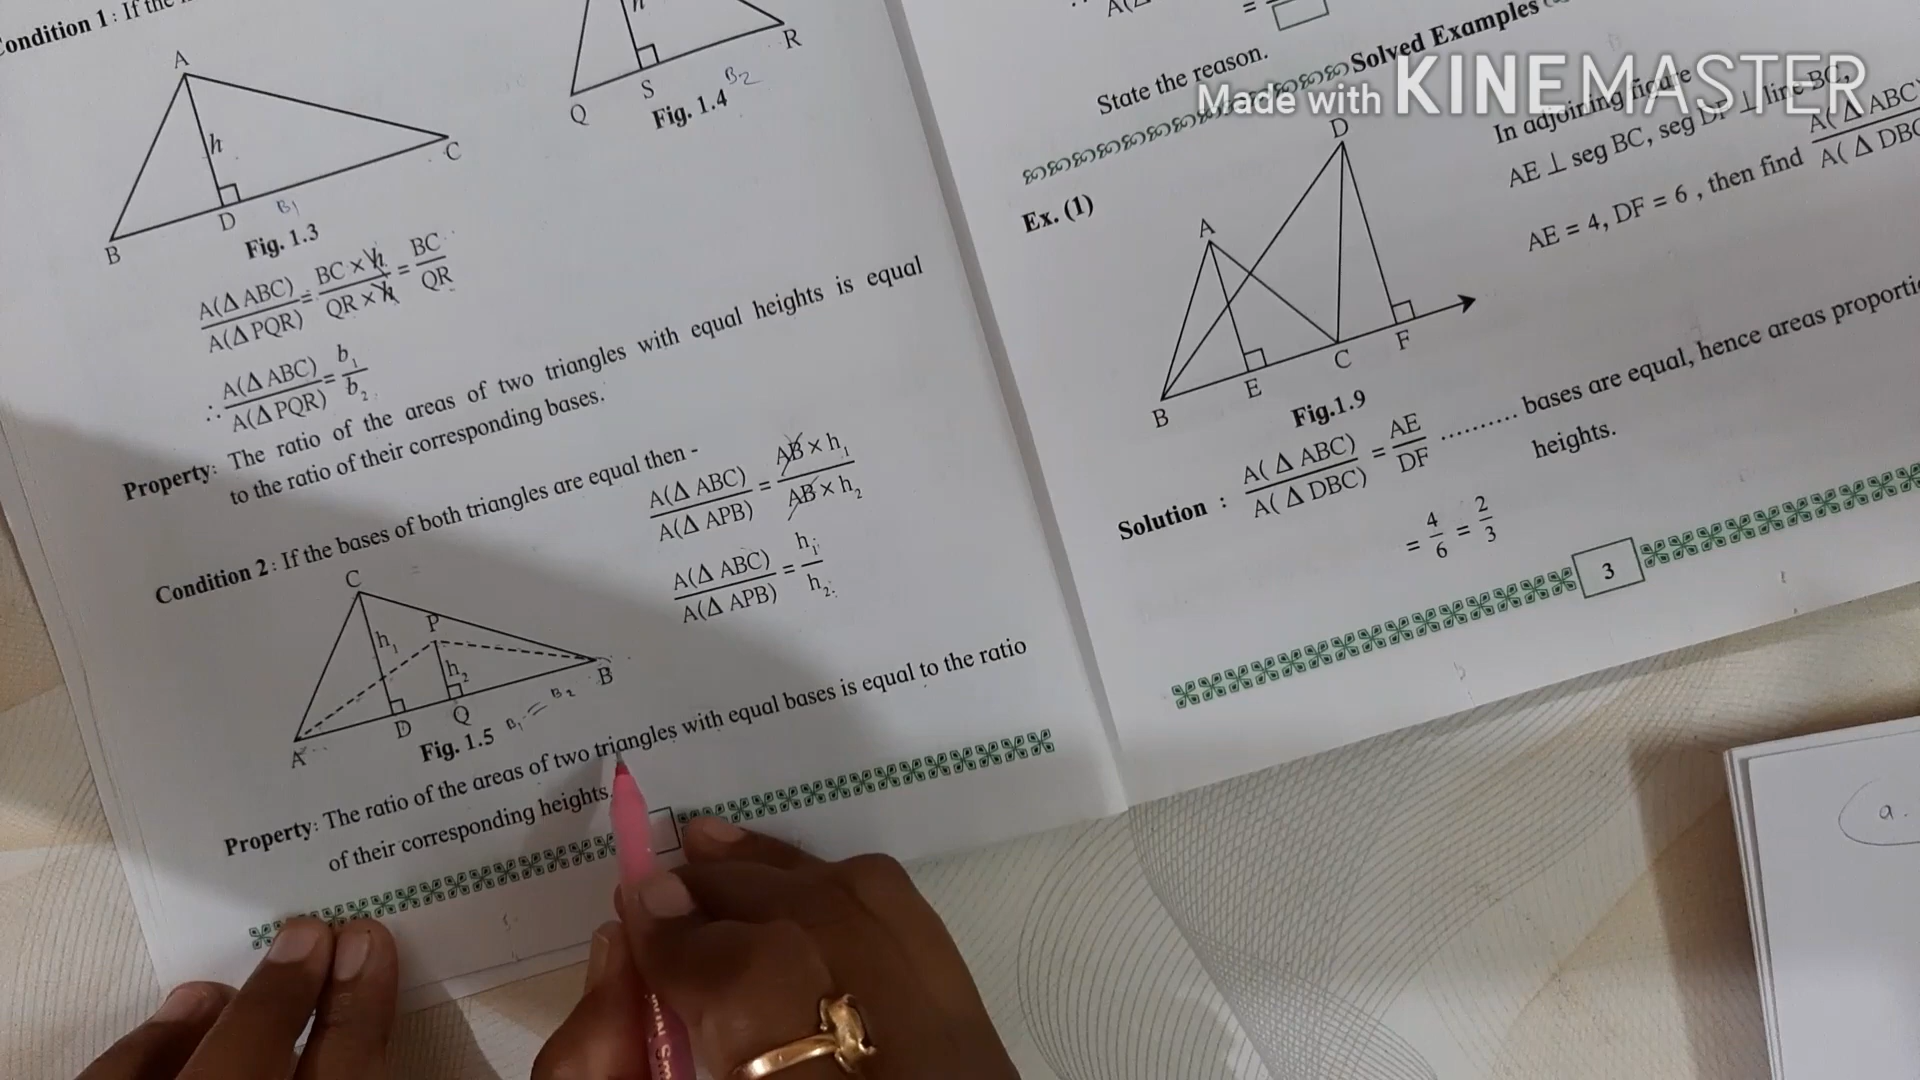 Condition 1 : If the
A
h
B
D
C
B1
Fig. 1.3
h
Q
S
R
B2
Fig. 1.4
A(Δ ABC) / A(Δ PQR) = BC × h / QR × h = BC / QR
∴ A(Δ ABC) / A(Δ PQR) = b₁ / b₂
Property: The ratio of the areas of two triangles with equal heights is equal
to the ratio of their corresponding bases.
Condition 2 : If the bases of both triangles are equal then -
C
P
h₁
h₂
A
D
Q
B
B1 = B2
Fig. 1.5
A(Δ ABC) / A(Δ APB) = AB × h₁ / AB × h₂
A(Δ ABC) / A(Δ APB) = h₁ / h₂
Property: The ratio of the areas of two triangles with equal bases is equal to the ratio
of their corresponding heights.
State the reason.
Solved Examples
Made with KINEMASTER
Ex. (1)
In adjoining figure
AE ⊥ seg BC, seg DF ⊥ line BC,
AE = 4, DF = 6 , then find A( Δ ABC) / A( Δ DBC
D
A
B
E
C
F
Fig.1.9
Solution : A( Δ ABC) / A( Δ DBC) = AE / DF .......... bases are equal, hence areas
heights.
= 4 / 6 = 2 / 3
3
a.